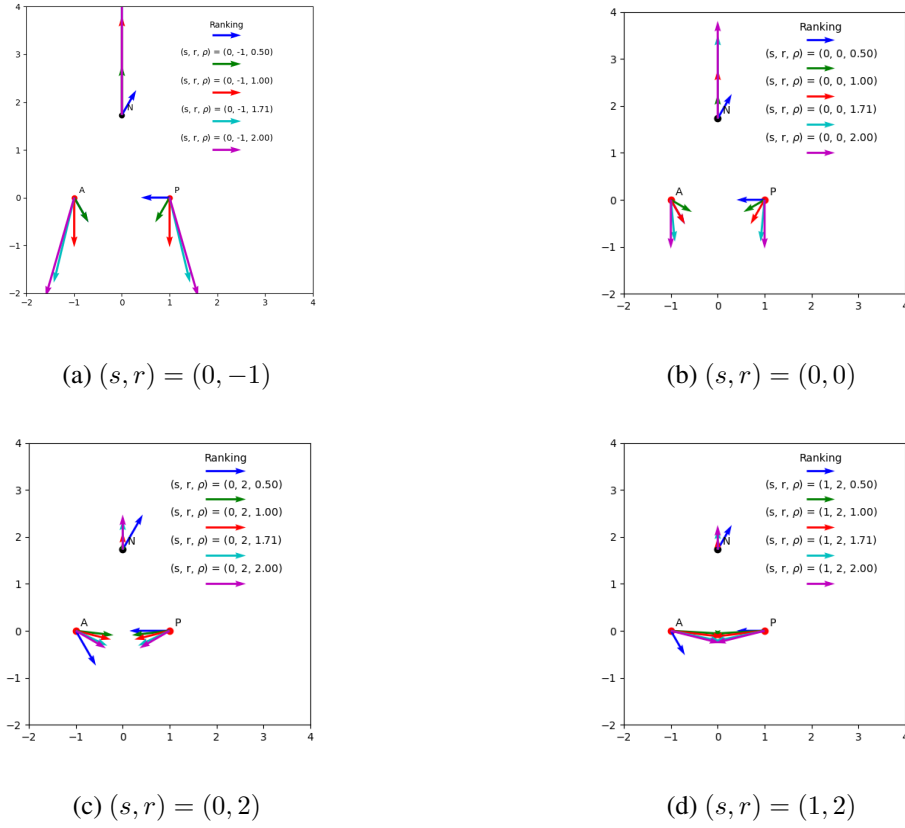 4
3
2
1
0
−1
−2
−2 −1 0 1 2 3 4
Ranking
(s, r, ρ) = (0, -1, 0.50)
(s, r, ρ) = (0, -1, 1.00)
(s, r, ρ) = (0, -1, 1.71)
(s, r, ρ) = (0, -1, 2.00)
N
A P
(a) (s, r) = (0, −1)
4
3
2
1
0
−1
−2
−2 −1 0 1 2 3 4
Ranking
(s, r, ρ) = (0, 0, 0.50)
(s, r, ρ) = (0, 0, 1.00)
(s, r, ρ) = (0, 0, 1.71)
(s, r, ρ) = (0, 0, 2.00)
N
A P
(b) (s, r) = (0, 0)
4
3
2
1
0
−1
−2
−2 −1 0 1 2 3 4
Ranking
(s, r, ρ) = (0, 2, 0.50)
(s, r, ρ) = (0, 2, 1.00)
(s, r, ρ) = (0, 2, 1.71)
(s, r, ρ) = (0, 2, 2.00)
N
A P
(c) (s, r) = (0, 2)
4
3
2
1
0
−1
−2
−2 −1 0 1 2 3 4
Ranking
(s, r, ρ) = (1, 2, 0.50)
(s, r, ρ) = (1, 2, 1.00)
(s, r, ρ) = (1, 2, 1.71)
(s, r, ρ) = (1, 2, 2.00)
N
A P
(d) (s, r) = (1, 2)